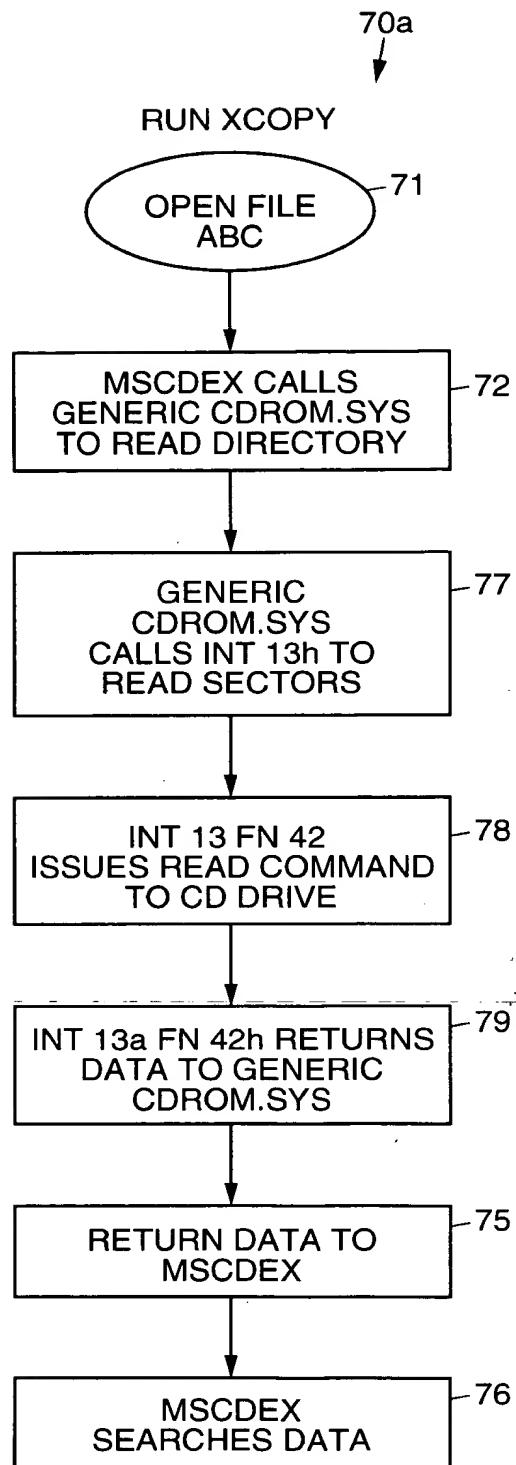 70a
RUN XCOPY
71
OPEN FILE
ABC
72
MSCDEX CALLS
GENERIC CDROM.SYS
TO READ DIRECTORY
77
GENERIC
CDROM.SYS
CALLS INT 13h TO
READ SECTORS
78
INT 13 FN 42
ISSUES READ COMMAND
TO CD DRIVE
79
INT 13a FN 42h RETURNS
DATA TO GENERIC
CDROM.SYS
75
RETURN DATA TO
MSCDEX
76
MSCDEX
SEARCHES DATA